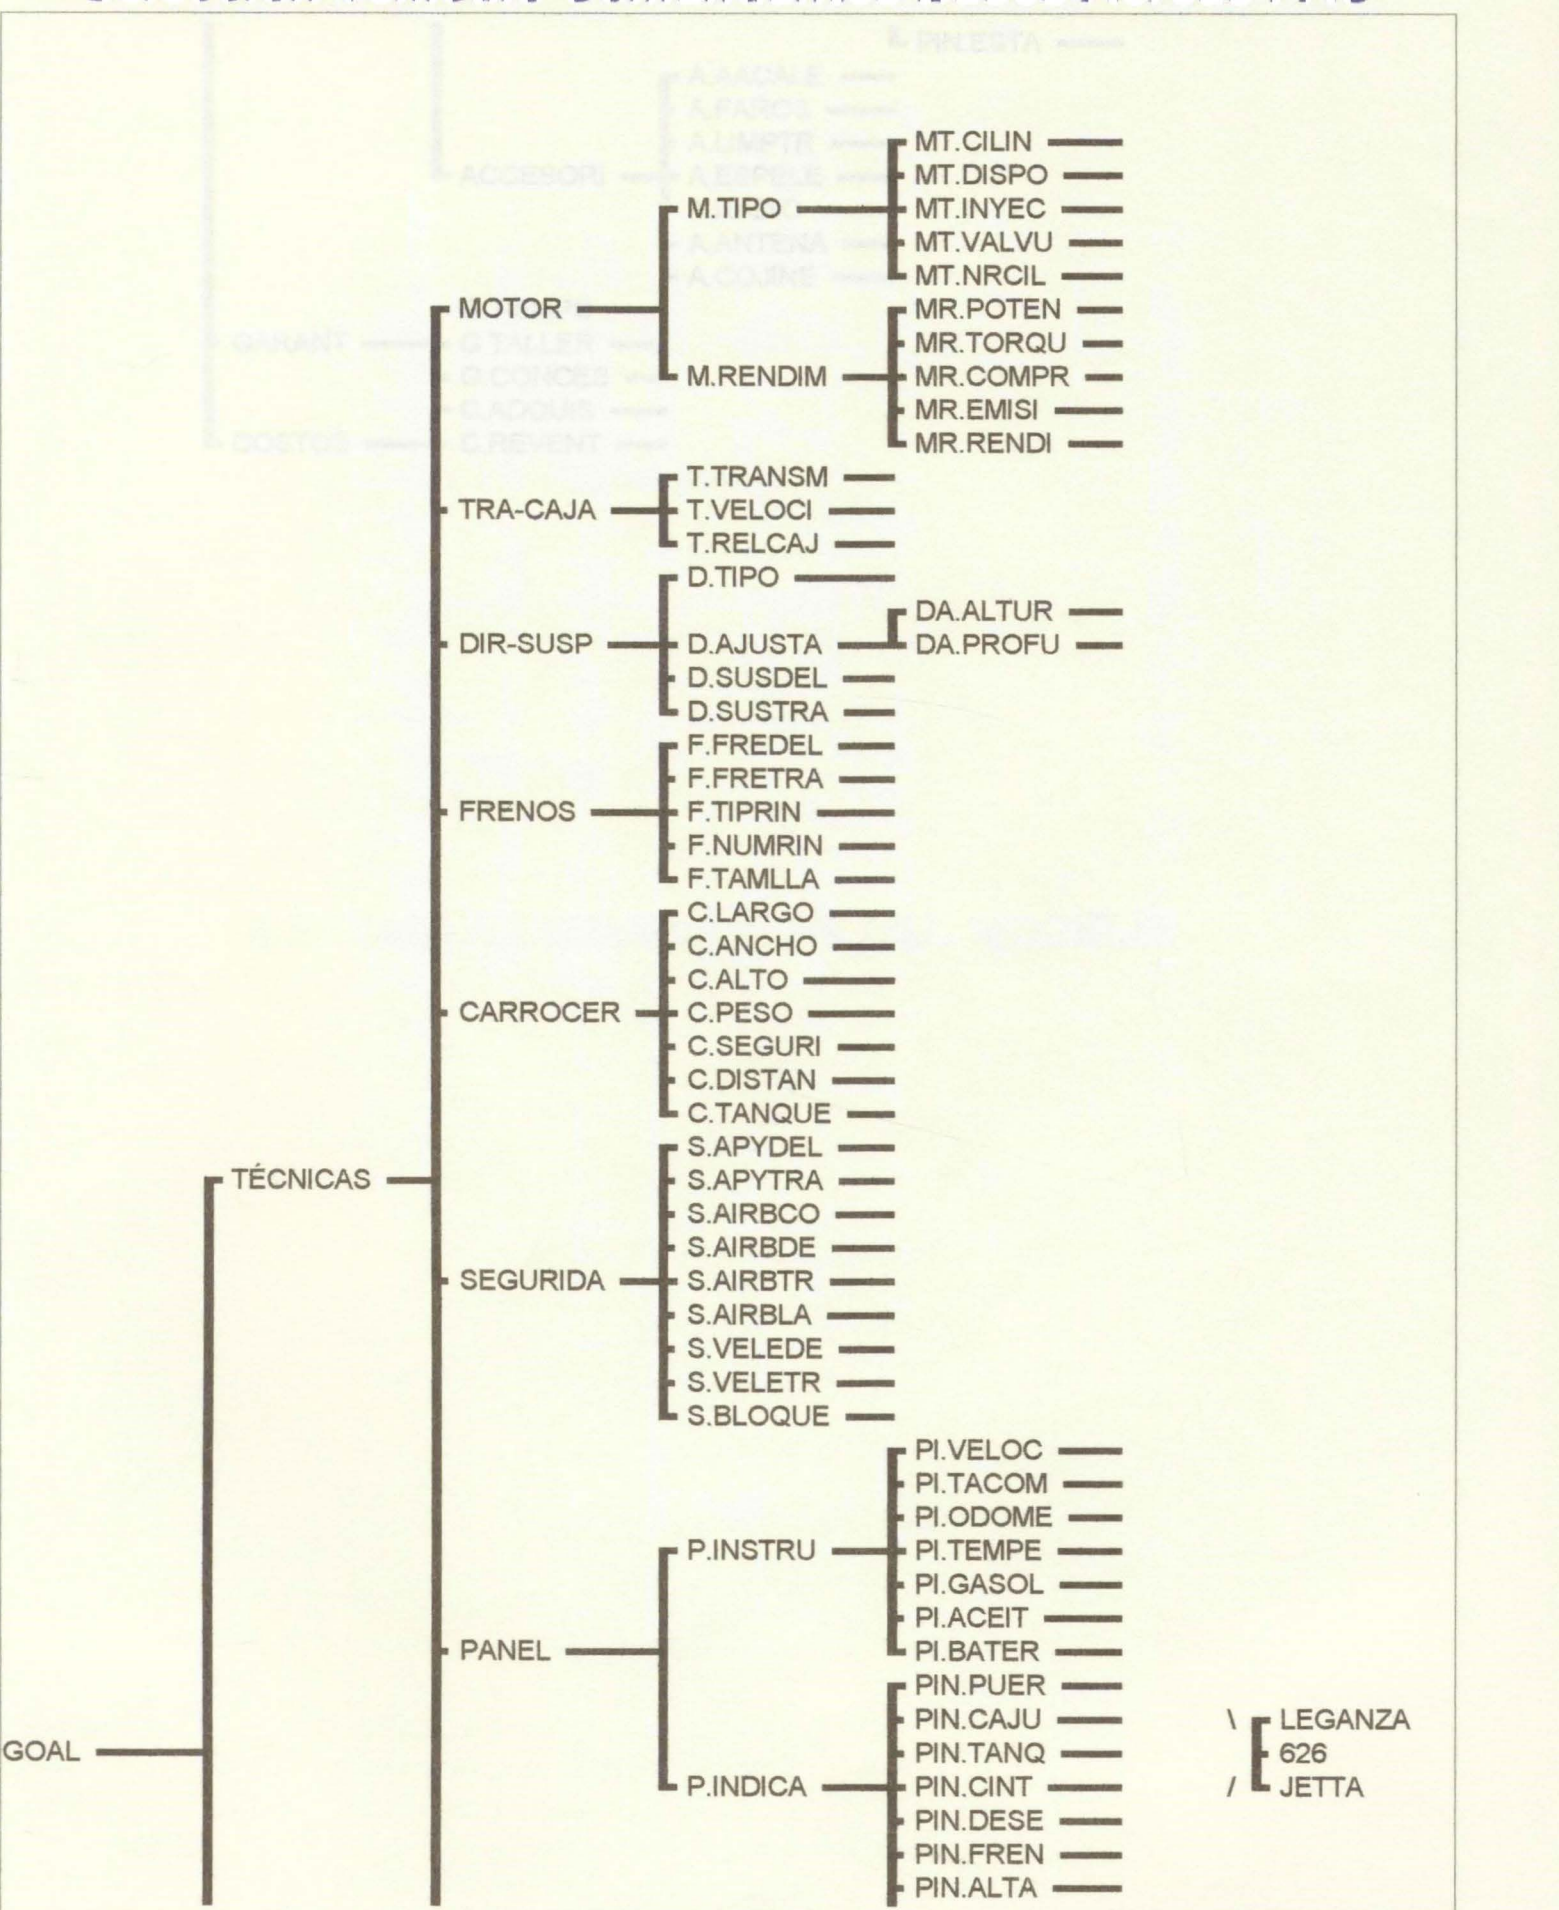 MT.CILIN
MT.DISPO
M.TIPO MT.INYEC
MT.VALVU
MT.NRCIL
MOTOR MR.POTEN
MR.TORQU
M.RENDIM MR.COMPR
MR.EMISI
MR.RENDI
T.TRANSM
TRA-CAJA T.VELOCI
T.RELCAJ
D.TIPO
DA.ALTUR
DIR-SUSP D.AJUSTA DA.PROFU
D.SUSDEL
D.SUSTRA
F.FREDEL
F.FRETRA
FRENOS F.TIPRIN
F.NUMRIN
F.TAMLLA
C.LARGO
C.ANCHO
C.ALTO
CARROCER C.PESO
C.SEGURI
C.DISTAN
C.TANQUE
S.APYDEL
TÉCNICAS S.APYTRA
S.AIRBCO
S.AIRBDE
SEGURIDA S.AIRBTR
S.AIRBLA
S.VELEDE
S.VELETR
S.BLOQUE
PI.VELOC
PI.TACOM
PI.ODOME
P.INSTRU PI.TEMPE
PI.GASOL
PI.ACEIT
PANEL PI.BATER
PIN.PUER
PIN.CAJU \ LEGANZA
GOAL PIN.TANQ 626
P.INDICA PIN.CINT / JETTA
PIN.DESE
PIN.FREN
PIN.ALTA